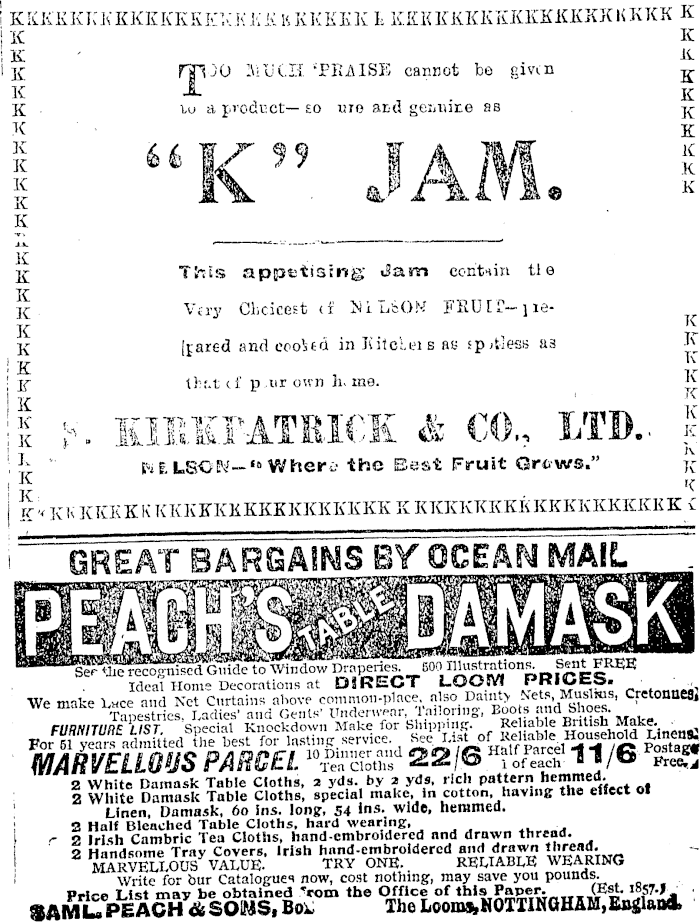 KKKKKKKKKKKKKKKKKKKKKKKKKKKKKKKKKKKKKK
TOO MUCH PRAISE cannot be given
to a product—so ure and genuine as
"K" JAM.
This appetising Jam contain the
Very Choicest of NELSON FRUIT—pre-
pared and cooked in Kitchers as spotless as
that of your own home.
S. KIRKPATRICK & CO., LTD.
NELSON—"Where the Best Fruit Grows."
KKKKKKKKKKKKKKKKKKKKKKKKKKKKKKKKKKKKKK
GREAT BARGAINS BY OCEAN MAIL
PEACH'S TABLE DAMASK
See the recognised Guide to Window Draperies. 500 Illustrations. Sent FREE
Ideal Home Decorations at DIRECT LOOM PRICES.
We make Lace and Net Curtains above common-place, also Dainty Nets, Muslins, Cretonnes,
Tapestries, Ladies' and Gents' Underwear, Tailoring, Boots and Shoes.
FURNITURE LIST. Special Knockdown Make for Shipping. Reliable British Make.
For 51 years admitted the best for lasting service. See List of Reliable Household Linens.
MARVELLOUS PARCEL 10 Dinner and Ten Cloths 22/6 Half Parcel 1 of each 11/6 Postage Free.
2 White Damask Table Cloths, 2 yds. by 2 yds, rich pattern hemmed.
2 White Damask Table Cloths, special make, in cotton, having the effect of
Linen, Damask, 60 ins. long, 54 ins. wide, hemmed.
2 Half Bleached Table Cloths, hard wearing,
2 Irish Cambric Tea Cloths, hand-embroidered and drawn thread.
2 Handsome Tray Covers, Irish hand-embroidered and drawn thread.
MARVELLOUS VALUE. TRY ONE. RELIABLE WEARING
Write for our Catalogues now, cost nothing, may save you pounds.
Price List may be obtained from the Office of this Paper. (Est. 1857.)
SAML. PEACH & SONS, Box The Looms, NOTTINGHAM, England.